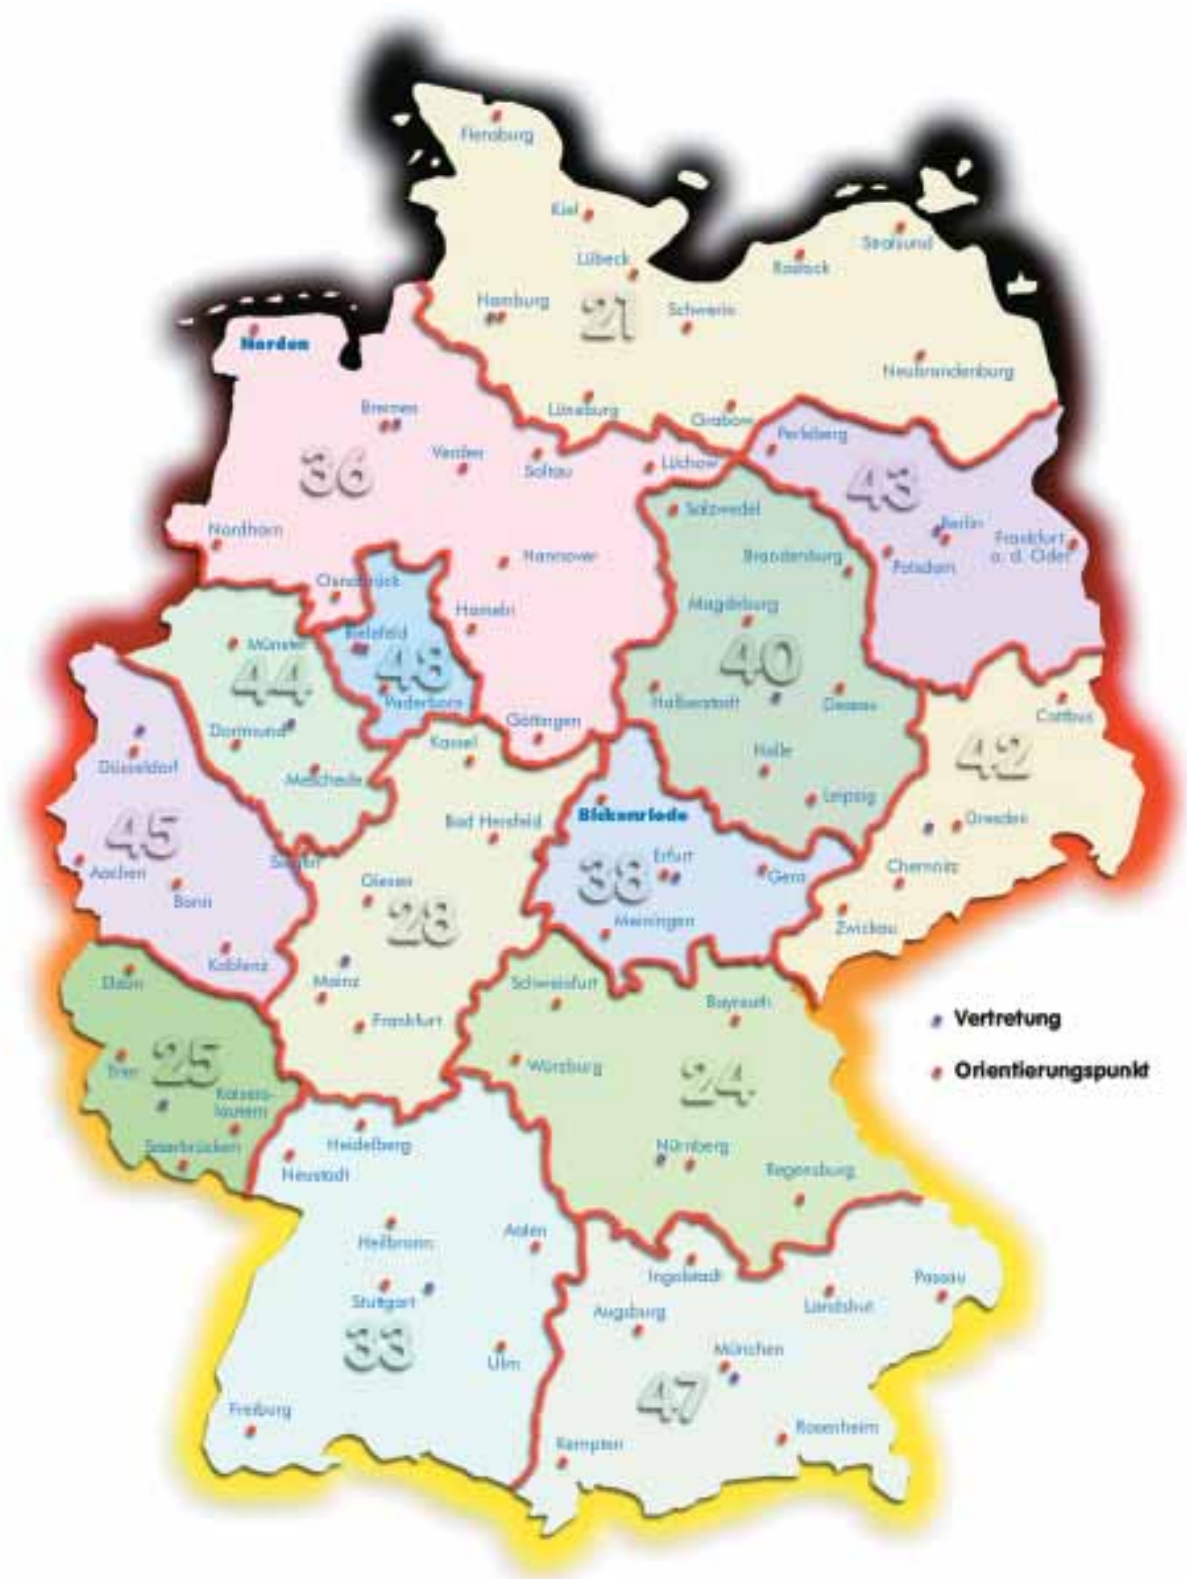 Flensburg
Kiel
Lübeck
Stralsund
Rostock
Hamburg
21
Schwerin
Norden
Neubrandenburg
Lüneburg
Grabow
Bremen
Perleberg
36
Verden
Soltau
Lüchow
43
Salzwedel
Nordhorn
Berlin
Frankfurt
a. d. Oder
Hannover
Brandenburg
Potsdam
Osnabrück
Hameln
Magdeburg
Bielefeld
Münster
44
48
40
Paderborn
Halberstadt
Dessau
Cottbus
Göttingen
Dortmund
Kassel
42
Düsseldorf
Meschede
Halle
Leipzig
Bickenriede
Dresden
45
Bad Hersfeld
Siegen
Erfurt
Aachen
Giesen
38
Gera
Chemnitz
Bonn
28
Meiningen
Zwickau
Koblenz
Daun
Mainz
Schweinfurt
Bayreuth
Frankfurt
Vertretung
25
Trier
Würzburg
24
Orientierungspunkt
Kaisers-
lautern
Saarbrücken
Heidelberg
Nürnberg
Neustadt
Regensburg
Heilbronn
Aalen
Ingolstadt
Passau
Stuttgart
Augsburg
Landshut
33
Ulm
München
47
Freiburg
Kempten
Rosenheim